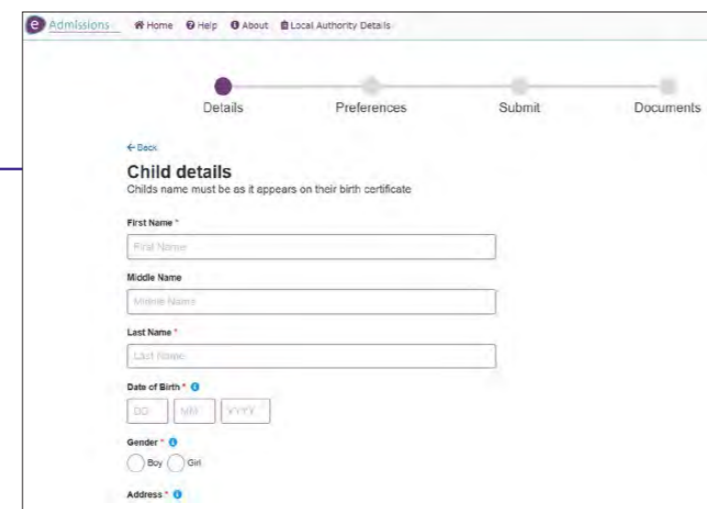 e Admissions Home Help About Local Authority Details
Details Preferences Submit Documents
← Back
Child details
Childs name must be as it appears on their birth certificate
First Name *
First Name
Middle Name
Middle Name
Last Name *
Last Name
Date of Birth *
DD MM YYYY
Gender *
Boy Girl
Address *